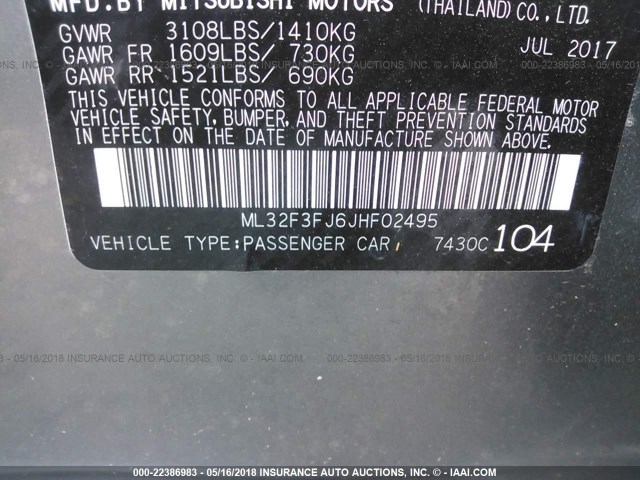 MFD.BY MITSUBISHI MOTORS (THAILAND) CO., LTD.
GVWR 3108LBS/1410KG JUL 2017
GAWR FR 1609LBS/ 730KG
GAWR RR 1521LBS/ 690KG
THIS VEHICLE CONFORMS TO ALL APPLICABLE FEDERAL MOTOR
VEHICLE SAFETY, BUMPER, AND THEFT PREVENTION STANDARDS
IN EFFECT ON THE DATE OF MANUFACTURE SHOWN ABOVE.
ML32F3FJ6JHF02495
VEHICLE TYPE:PASSENGER CAR 7430C 104
000-22386983 - 05/16/2018 INSURANCE AUTO AUCTIONS, INC. - © IAAI.COM